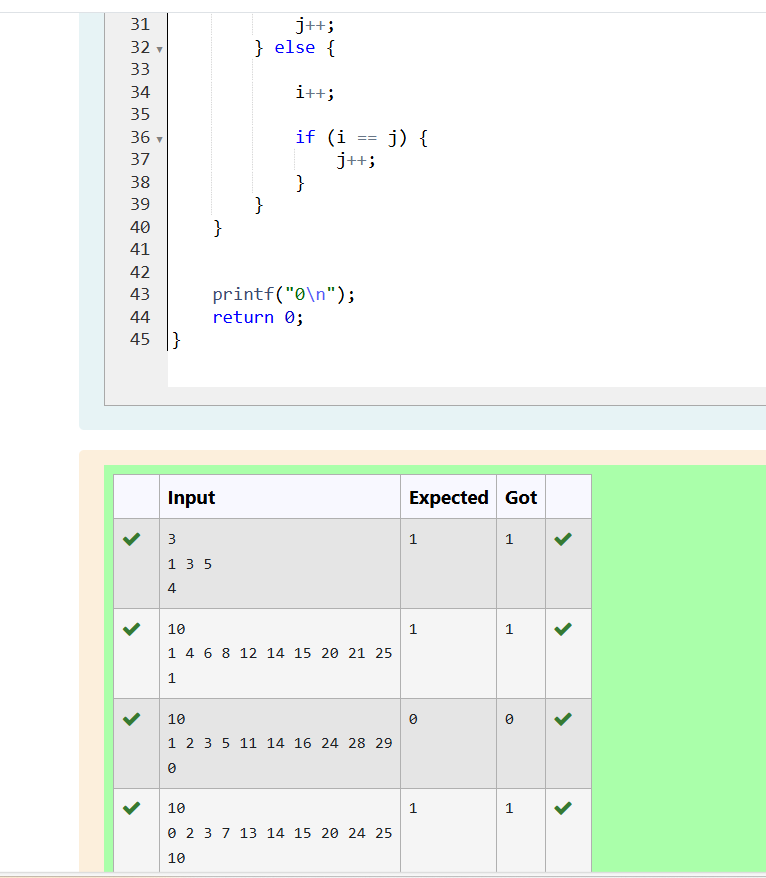 31 j++;
32 } else {
33
34 i++;
35
36 if (i == j) {
37 j++;
38 }
39 }
40 }
41
42
43 printf("0\n");
44 return 0;
45 }
Input Expected Got
3 1 1
1 3 5
4
10 1 1
1 4 6 8 12 14 15 20 21 25
1
10 0 0
1 2 3 5 11 14 16 24 28 29
0
10 1 1
0 2 3 7 13 14 15 20 24 25
10